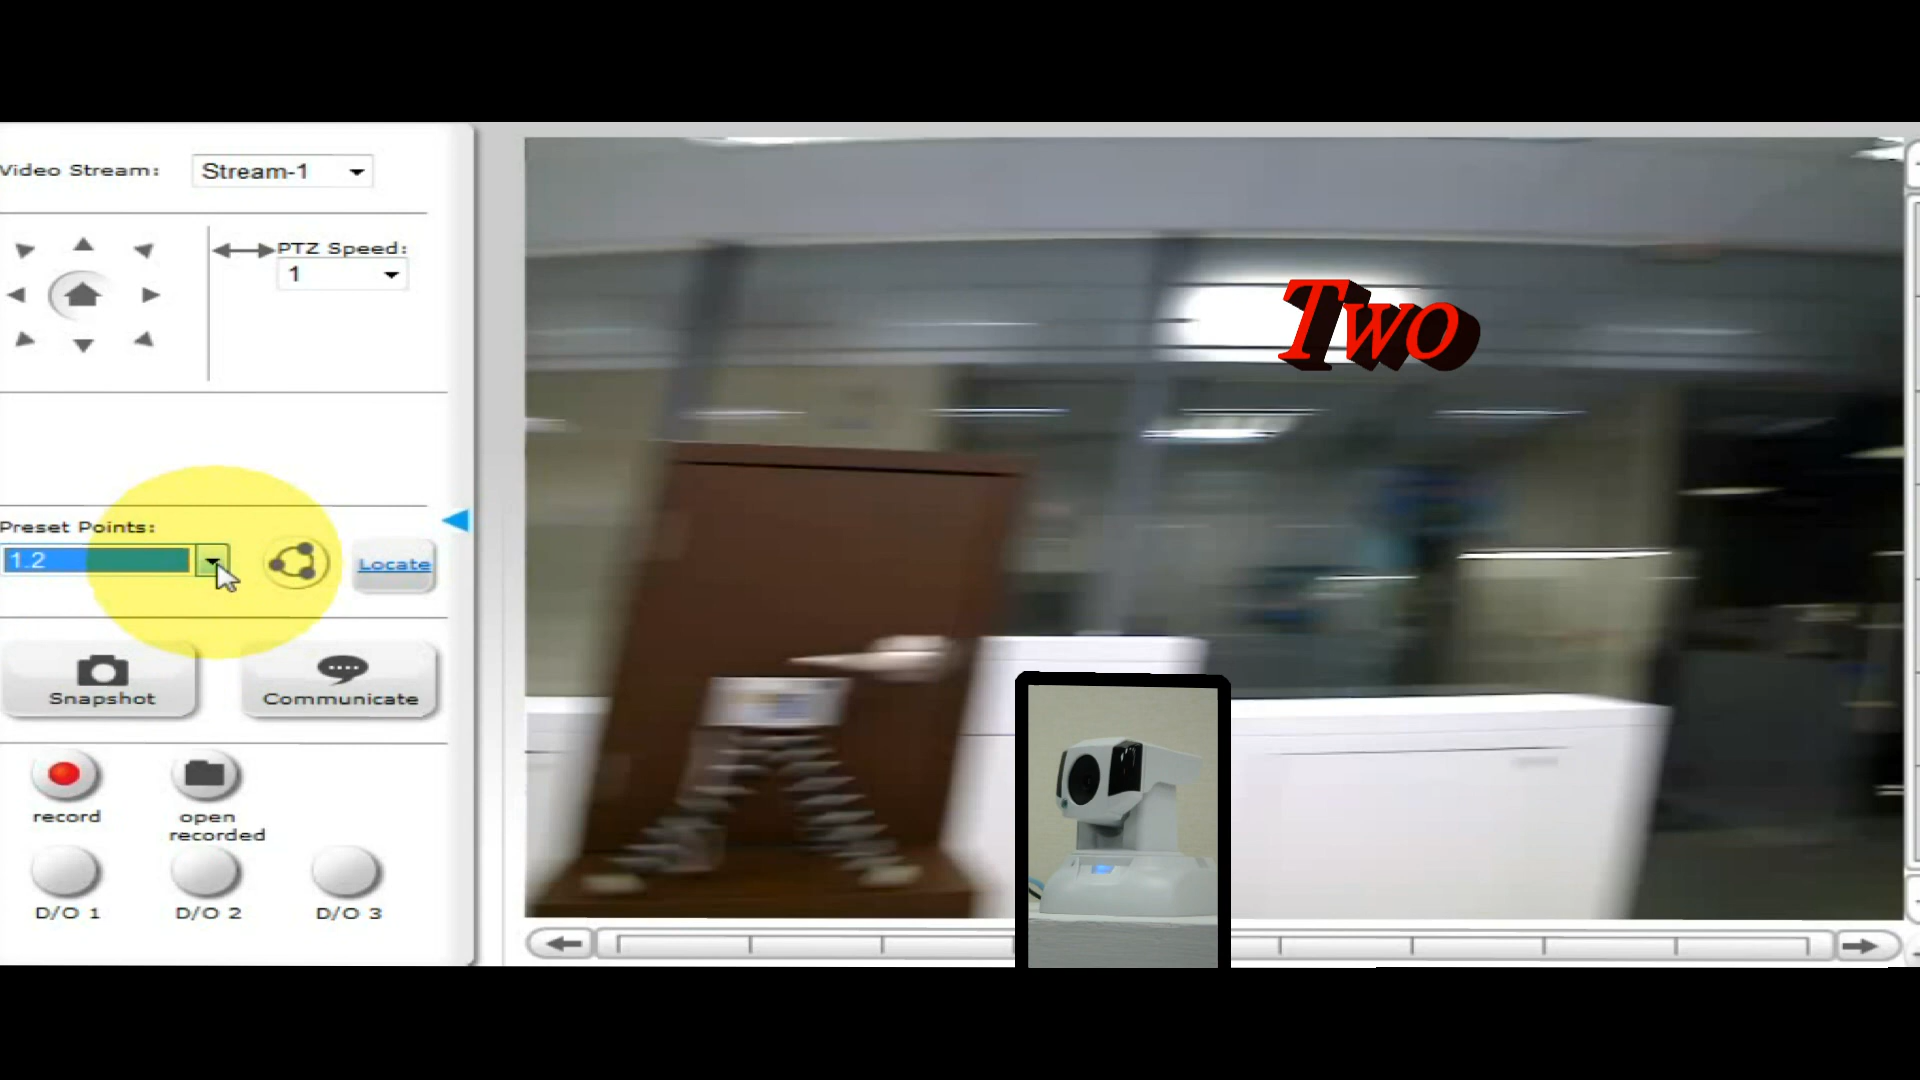 Video Stream:
Stream-1
PTZ Speed:
1
Two
Preset Points:
1.2
Locate
Snapshot
Communicate
record
open
recorded
D/O 1
D/O 2
D/O 3